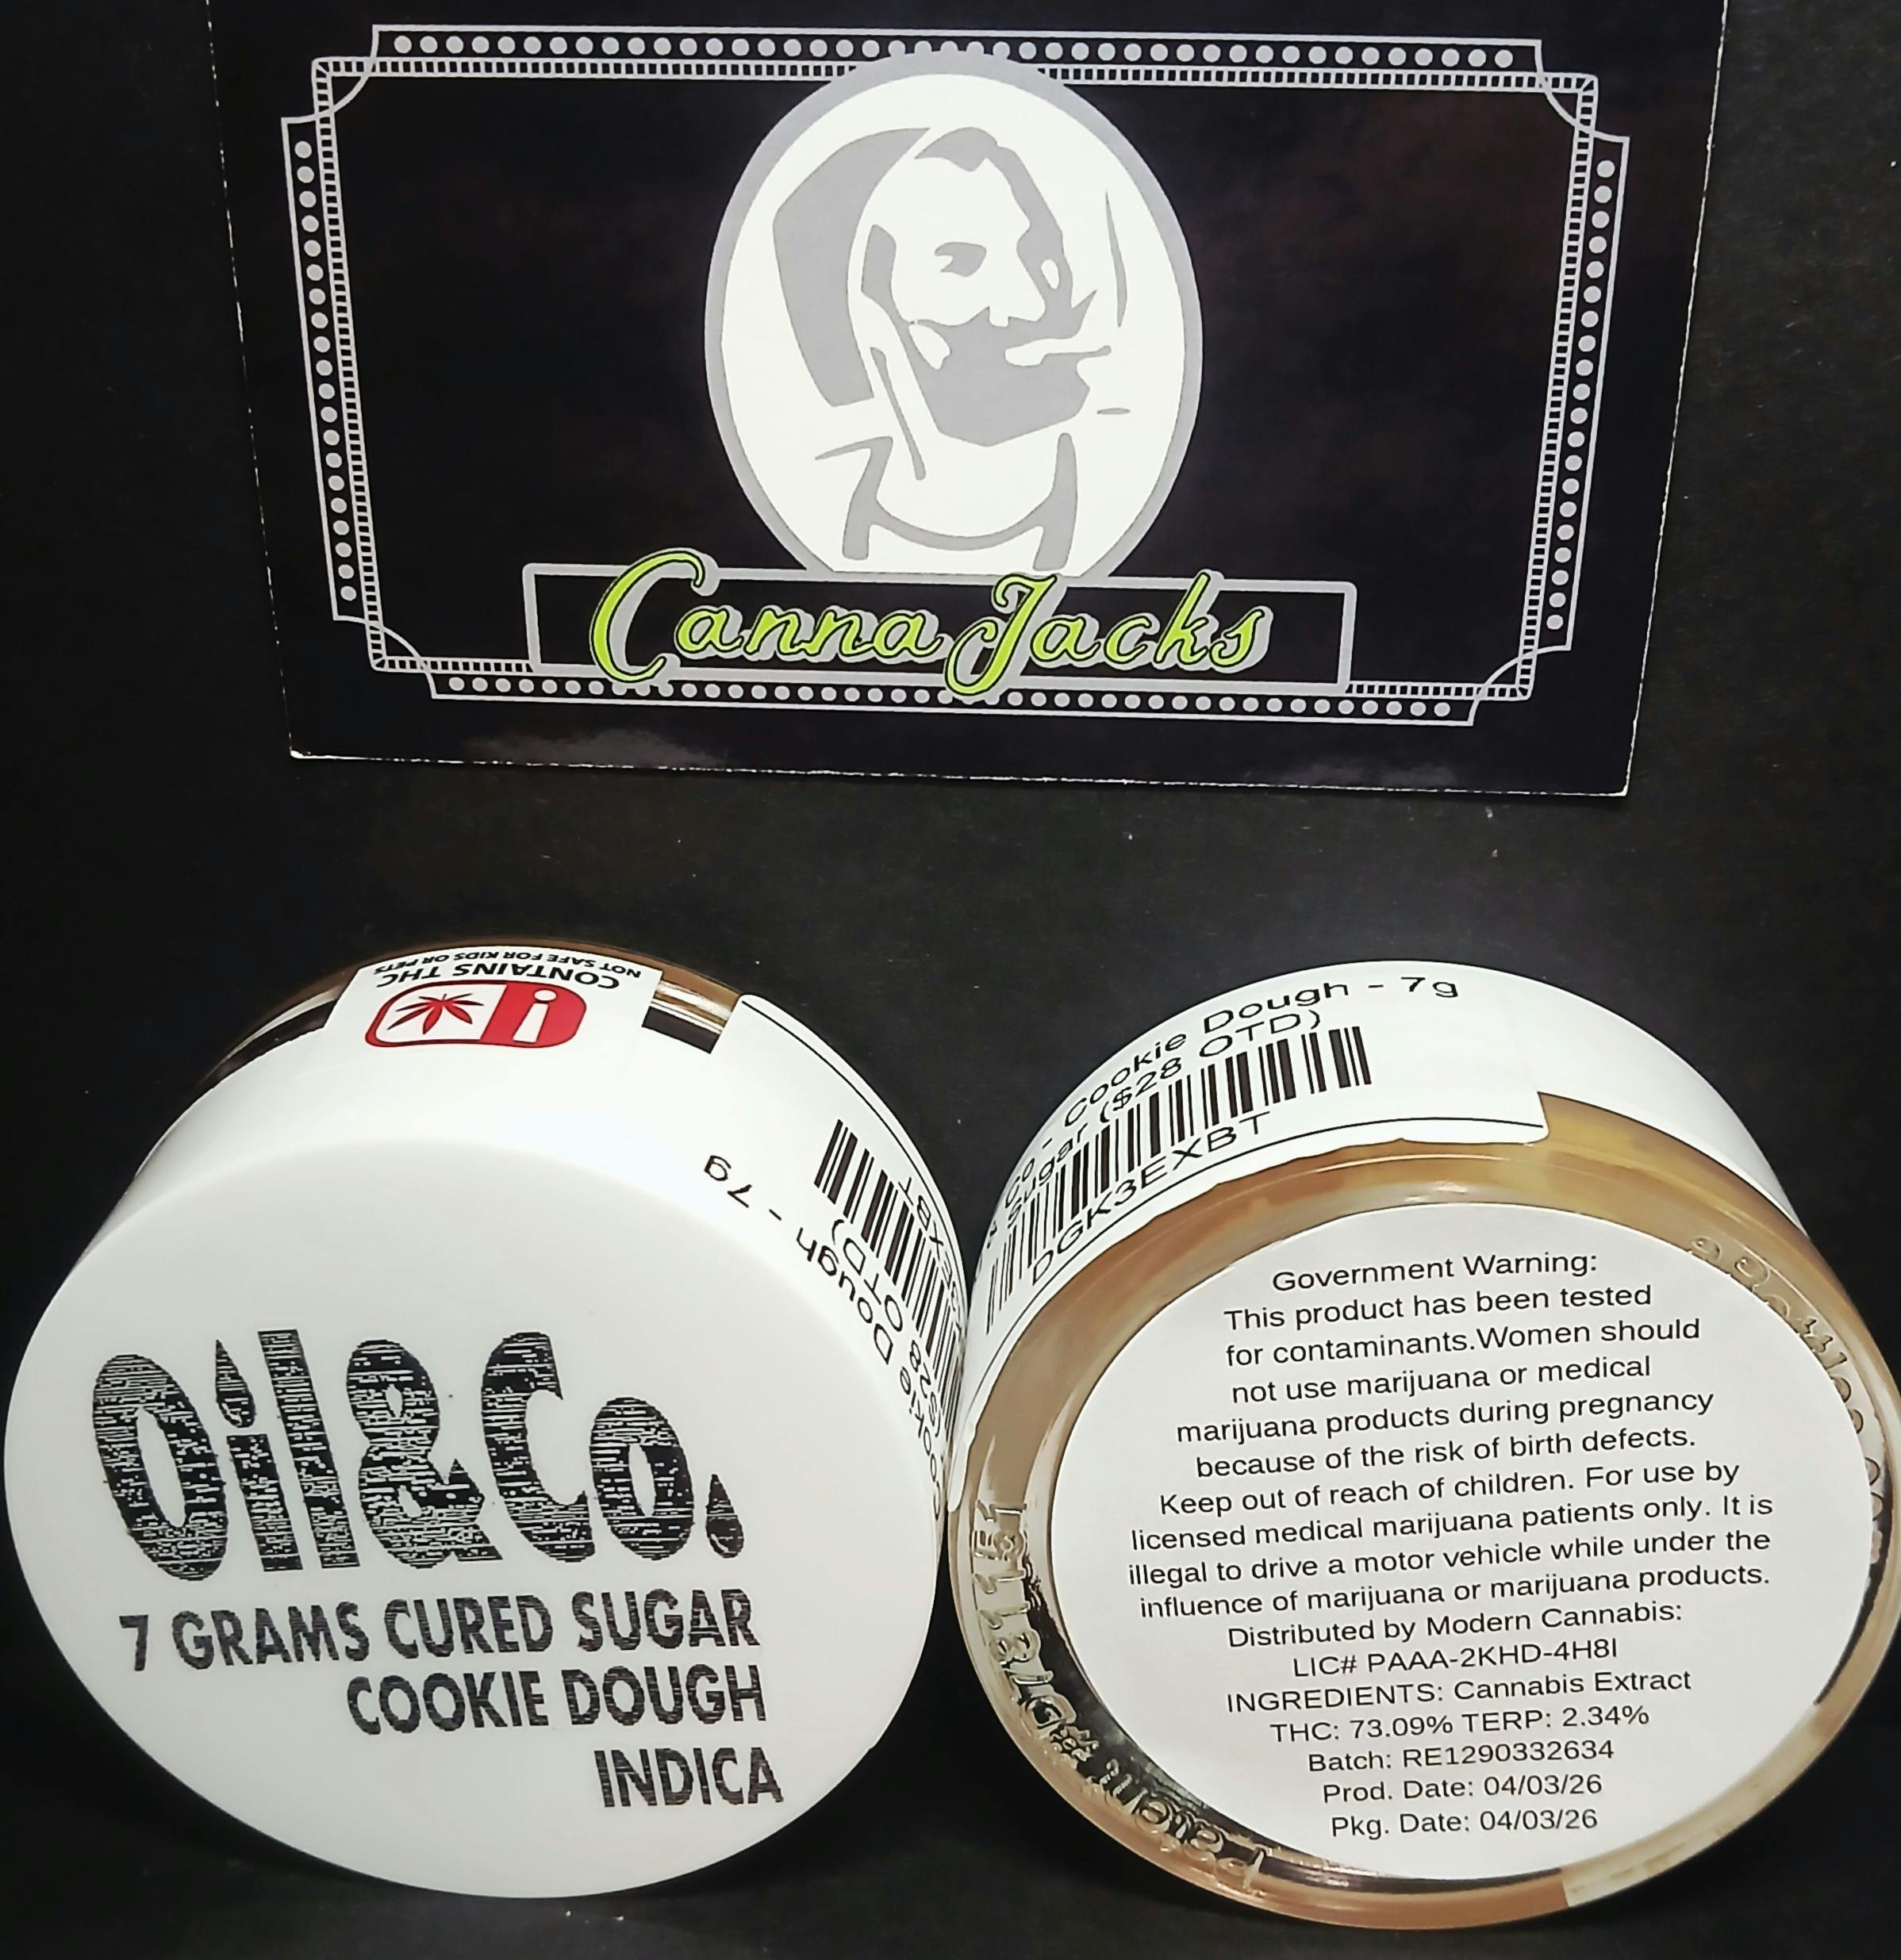 Canna Jacks
CONTAINS THC
NOT SAFE FOR KIDS OR PETS
Dough - 7g
OTD)
Oil&Co.
7 GRAMS CURED SUGAR
COOKIE DOUGH
INDICA
Co - Cookie Dough - 7g
Sugar ($28 OTD)
DGK3EXBT
Government Warning:
This product has been tested
for contaminants.Women should
not use marijuana or medical
marijuana products during pregnancy
because of the risk of birth defects.
Keep out of reach of children. For use by
licensed medical marijuana patients only. It is
illegal to drive a motor vehicle while under the
influence of marijuana or marijuana products.
Distributed by Modern Cannabis:
LIC# PAAA-2KHD-4H8I
INGREDIENTS: Cannabis Extract
THC: 73.09% TERP: 2.34%
Batch: RE1290332634
Prod. Date: 04/03/26
Pkg. Date: 04/03/26